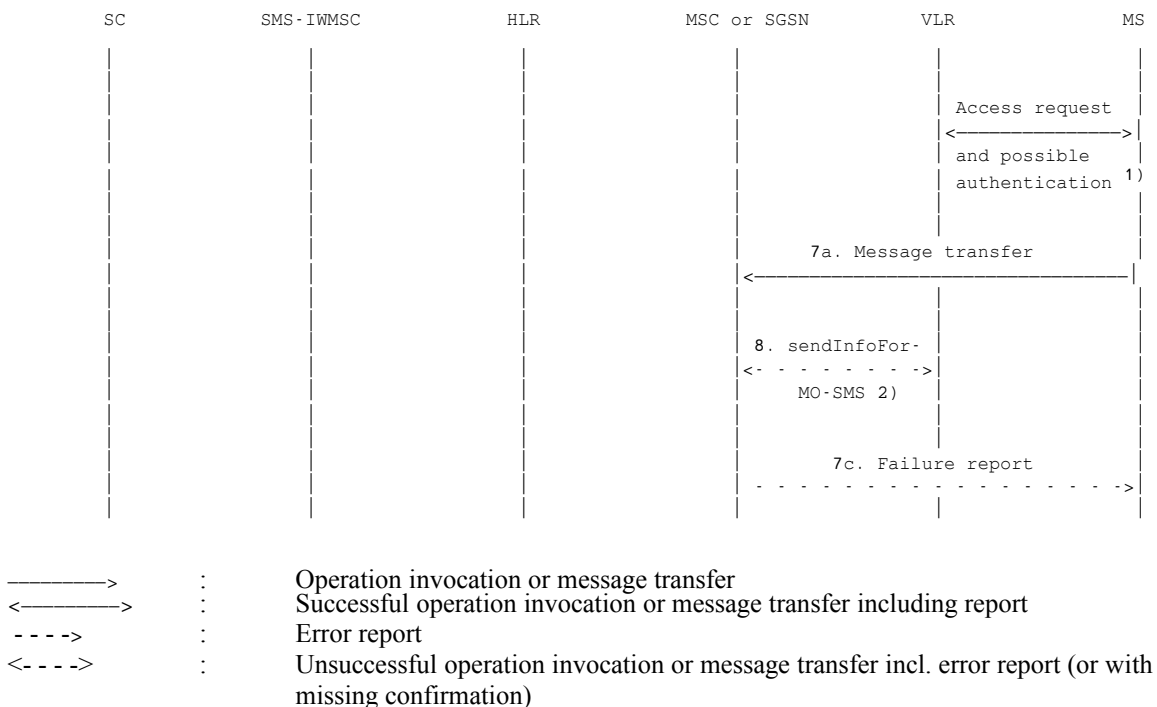 SC SMS-IWMSC HLR MSC or SGSN VLR MS
Access request
and possible
authentication 1)
7a. Message transfer
8. sendInfoFor-
MO-SMS 2)
7c. Failure report
: Operation invocation or message transfer
: Successful operation invocation or message transfer including report
: Error report
: Unsuccessful operation invocation or message transfer incl. error report (or with
missing confirmation)